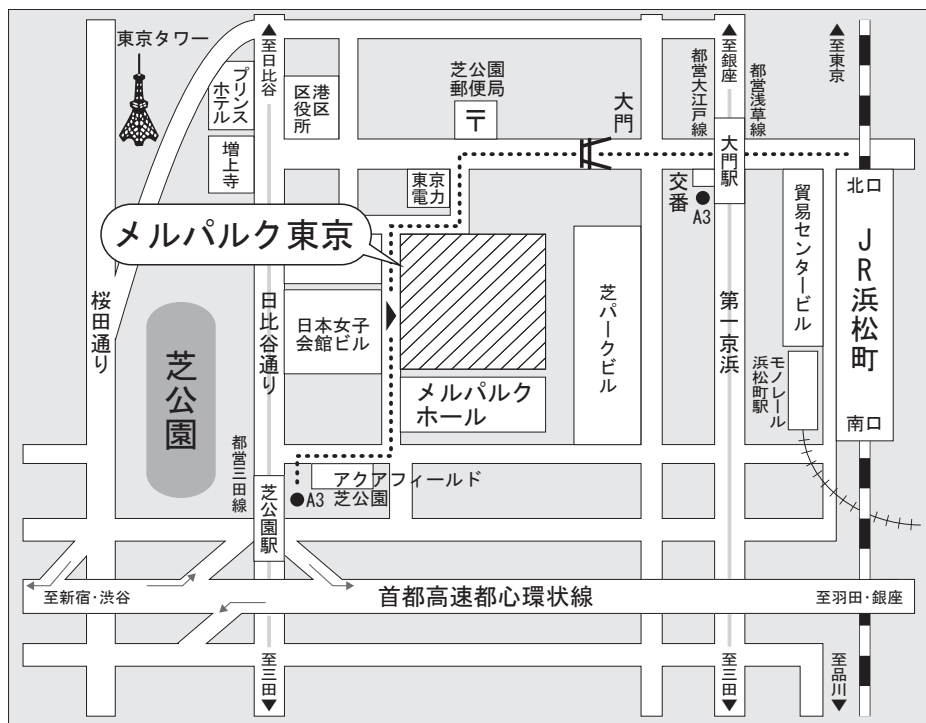 東京タワー
至日比谷
プリンス
ホテル
港区
区役所
増上寺
芝公園
郵便局
〒
大門
都営大江戸線
至銀座
都営浅草線
至東京
大門駅
東京
電力
交番
A3
北口
貿易センタービル
JR浜松町
南口
モノレール
浜松町駅
メルパルク東京
桜田通り
芝公園
日比谷通り
日本女子
会館ビル
メルパルク
ホール
芝パークビル
第一京浜
都営三田線
芝公園駅
A3
アクアフィールド
芝公園
至新宿・渋谷
首都高速都心環状線
至羽田・銀座
至三田
至三田
至品川